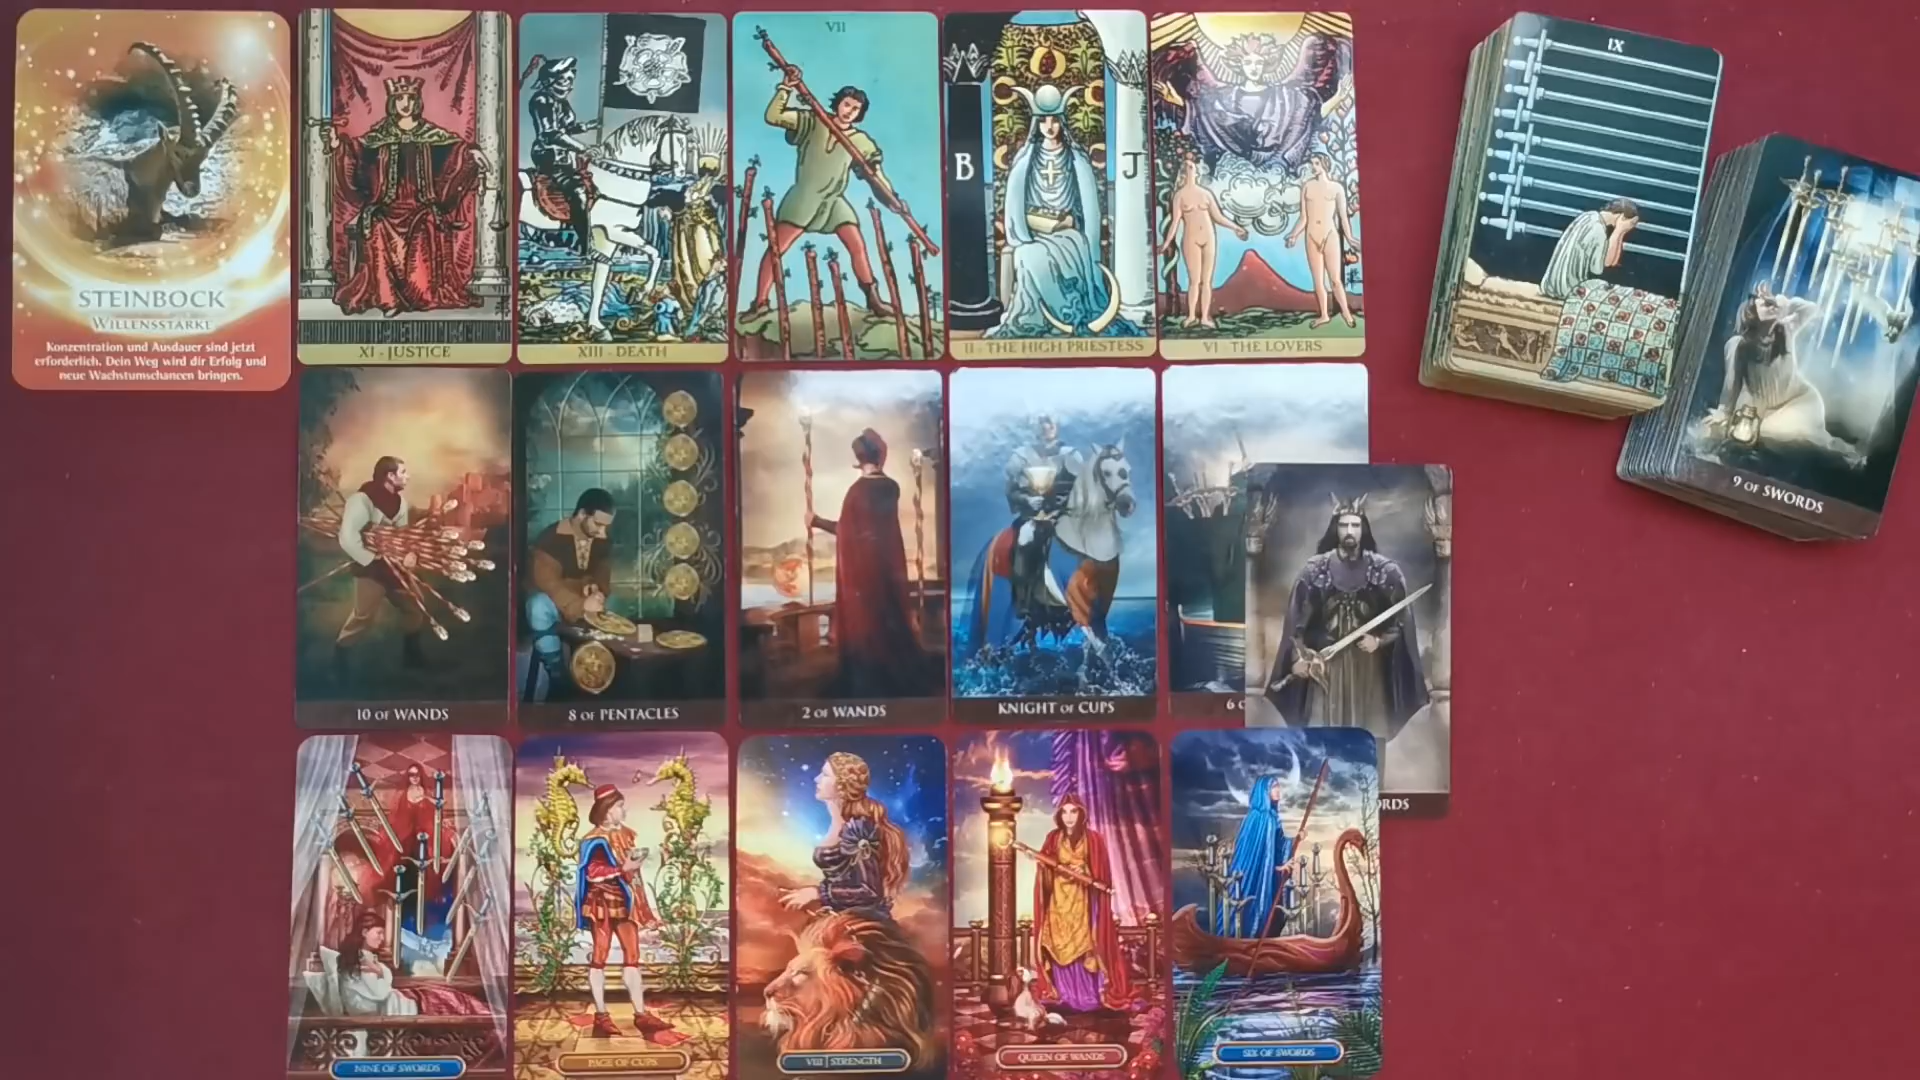 STEINBOCK
WILLENSSTÄRKE
Konzentration und Ausdauer sind jetzt
erforderlich. Dein Weg wird dir Erfolg und
neue Wachstumschancen bringen.
XI - JUSTICE
XIII - DEATH
VII
B
J
II - THE HIGH PRIESTESS
VI - THE LOVERS
IX
9 OF SWORDS
10 OF WANDS
8 OF PENTACLES
2 OF WANDS
KNIGHT OF CUPS
6
ORDS
NINE OF SWORDS
PAGE OF CUPS
VIII | STRENGTH
QUEEN OF WANDS
SIX OF SWORDS